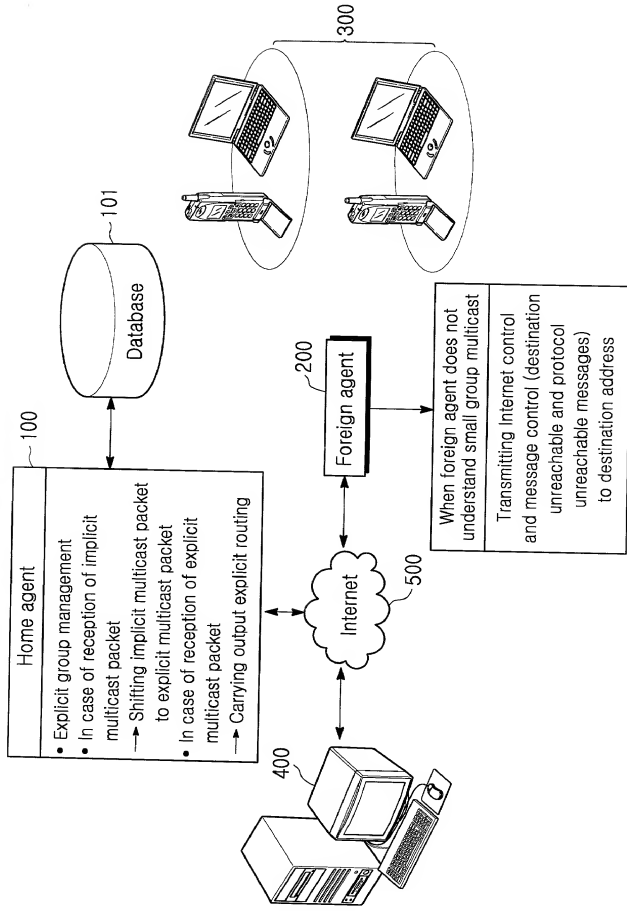 Home agent
100
• Explicit group management
• In case of reception of implicit
multicast packet
→ Shifting implicit multicast packet
to explicit multicast packet
• In case of reception of explicit
multicast packet
→ Carrying output explicit routing
Database
101
300
400
Internet
500
Foreign agent
200
When foreign agent does not
understand small group multicast
Transmitting Internet control
and message control (destination
unreachable and protocol
unreachable messages)
to destination address